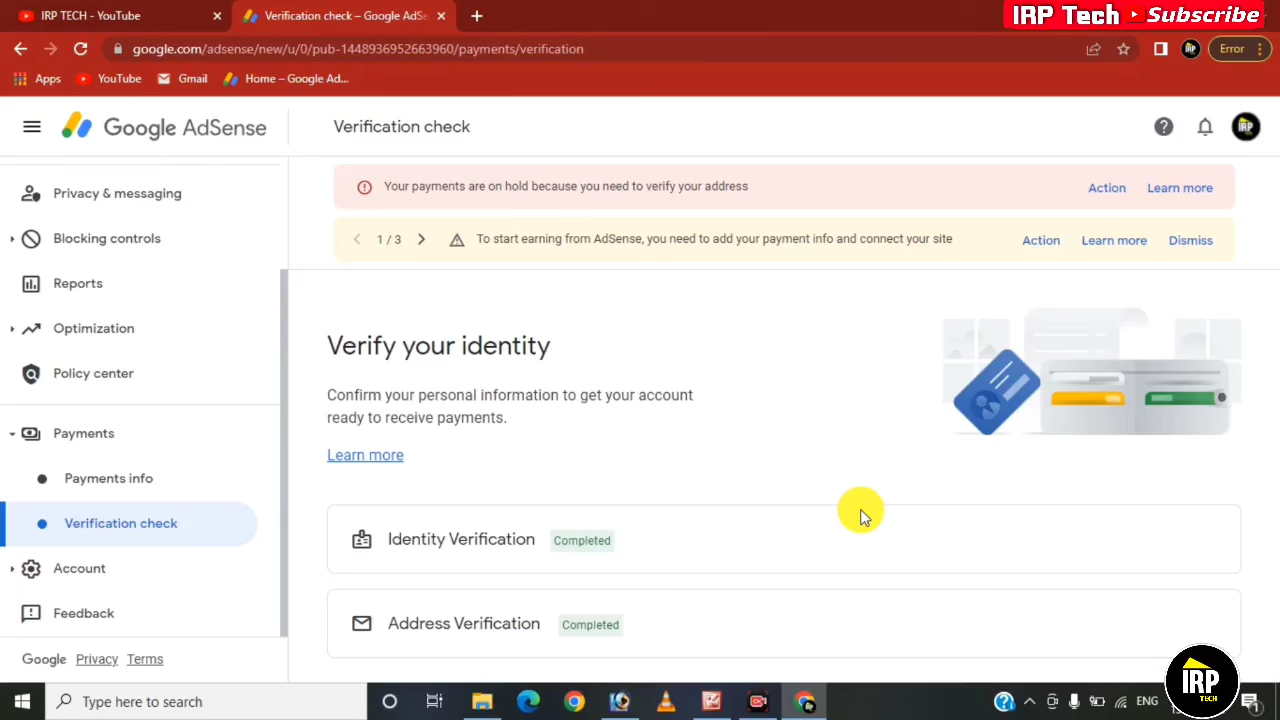 IRP TECH - YouTube
Verification check – Google AdSe
IRP Tech Subscribe
google.com/adsense/new/u/0/pub-1448936952663960/payments/verification
IRP
Error
Apps
YouTube
Gmail
Home – Google Ad...
Google AdSense
Verification check
IRP
Privacy & messaging
Blocking controls
Reports
Optimization
Policy center
Payments
Payments info
Verification check
Account
Feedback
Google Privacy Terms
Your payments are on hold because you need to verify your address
Action
Learn more
1 / 3
To start earning from AdSense, you need to add your payment info and connect your site
Action
Learn more
Dismiss
Verify your identity
Confirm your personal information to get your account
ready to receive payments.
Learn more
Identity Verification
Completed
Address Verification
Completed
Type here to search
ENG
IRP
TECH